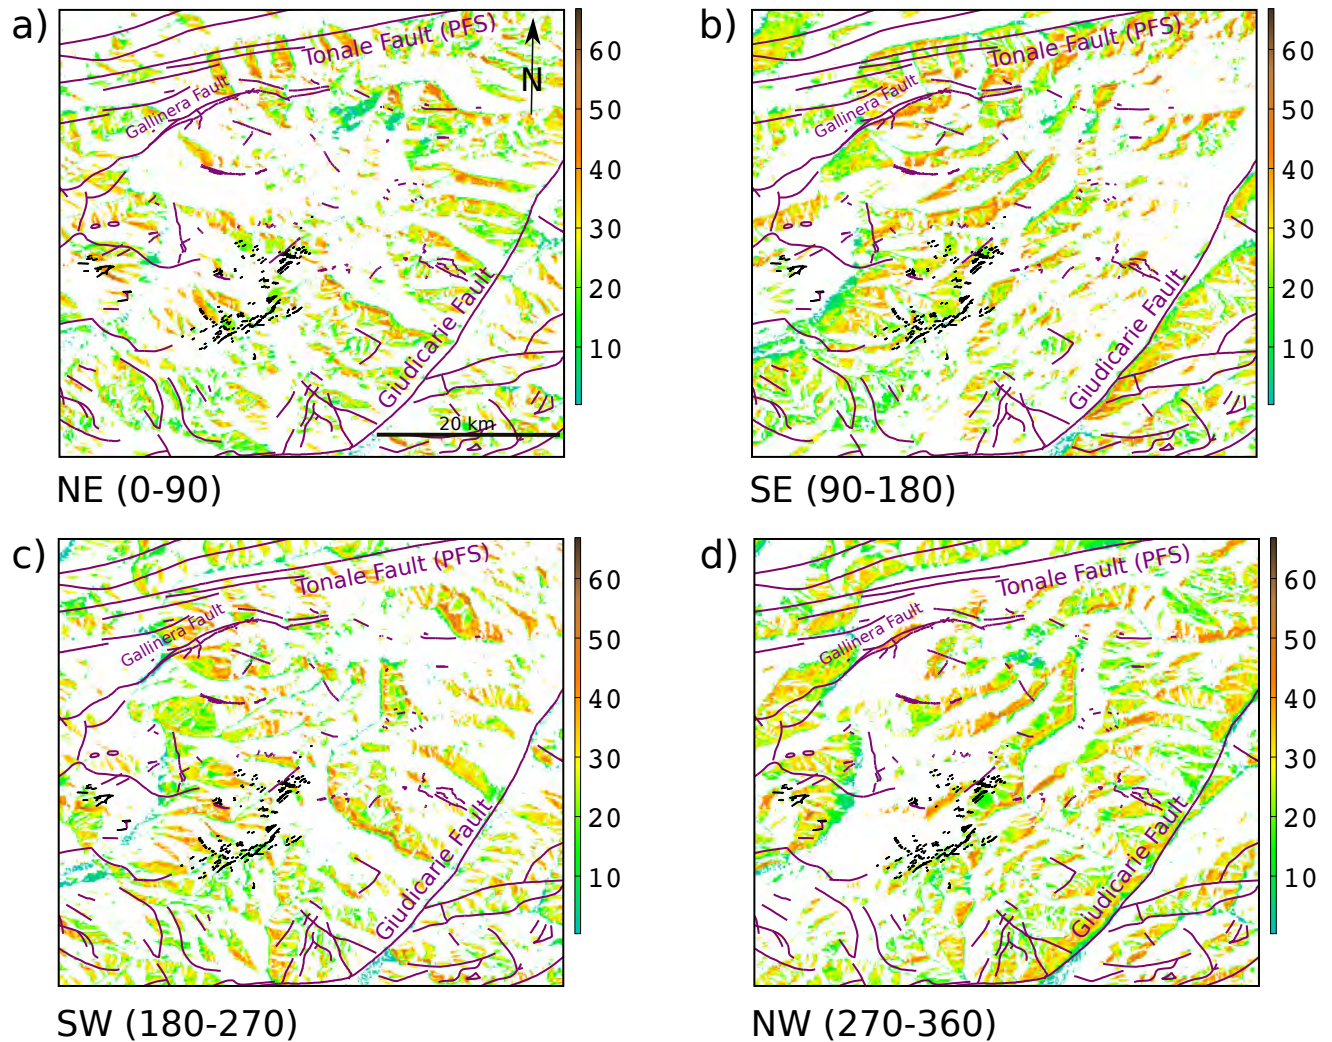 a)
Tonale Fault (PFS)
N
Gallinera Fault
Giudicarie Fault
20 km
60
50
40
30
20
10
NE (0-90)
b)
Tonale Fault (PFS)
Gallinera Fault
Giudicarie Fault
60
50
40
30
20
10
SE (90-180)
c)
Tonale Fault (PFS)
Gallinera Fault
Giudicarie Fault
60
50
40
30
20
10
SW (180-270)
d)
Tonale Fault (PFS)
Gallinera Fault
Giudicarie Fault
60
50
40
30
20
10
NW (270-360)